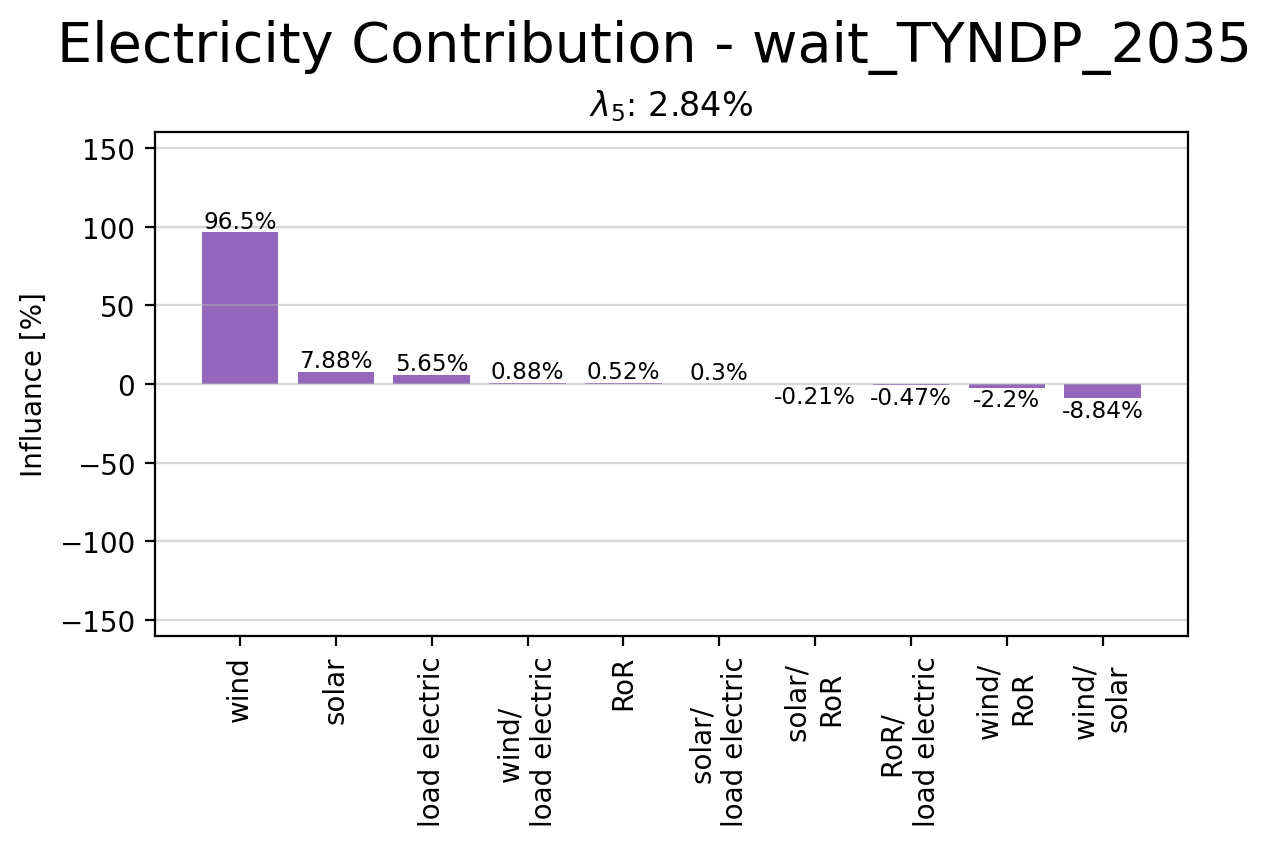 Electricity Contribution - wait_TYNDP_2035
λ5: 2.84%
Influance [%]
150
100
50
0
−50
−100
−150
96.5%
7.88%
5.65%
0.88%
0.52%
0.3%
-0.21%
-0.47%
-2.2%
-8.84%
wind
solar
load electric
wind/
load electric
RoR
solar/
load electric
solar/
RoR
RoR/
load electric
wind/
RoR
wind/
solar